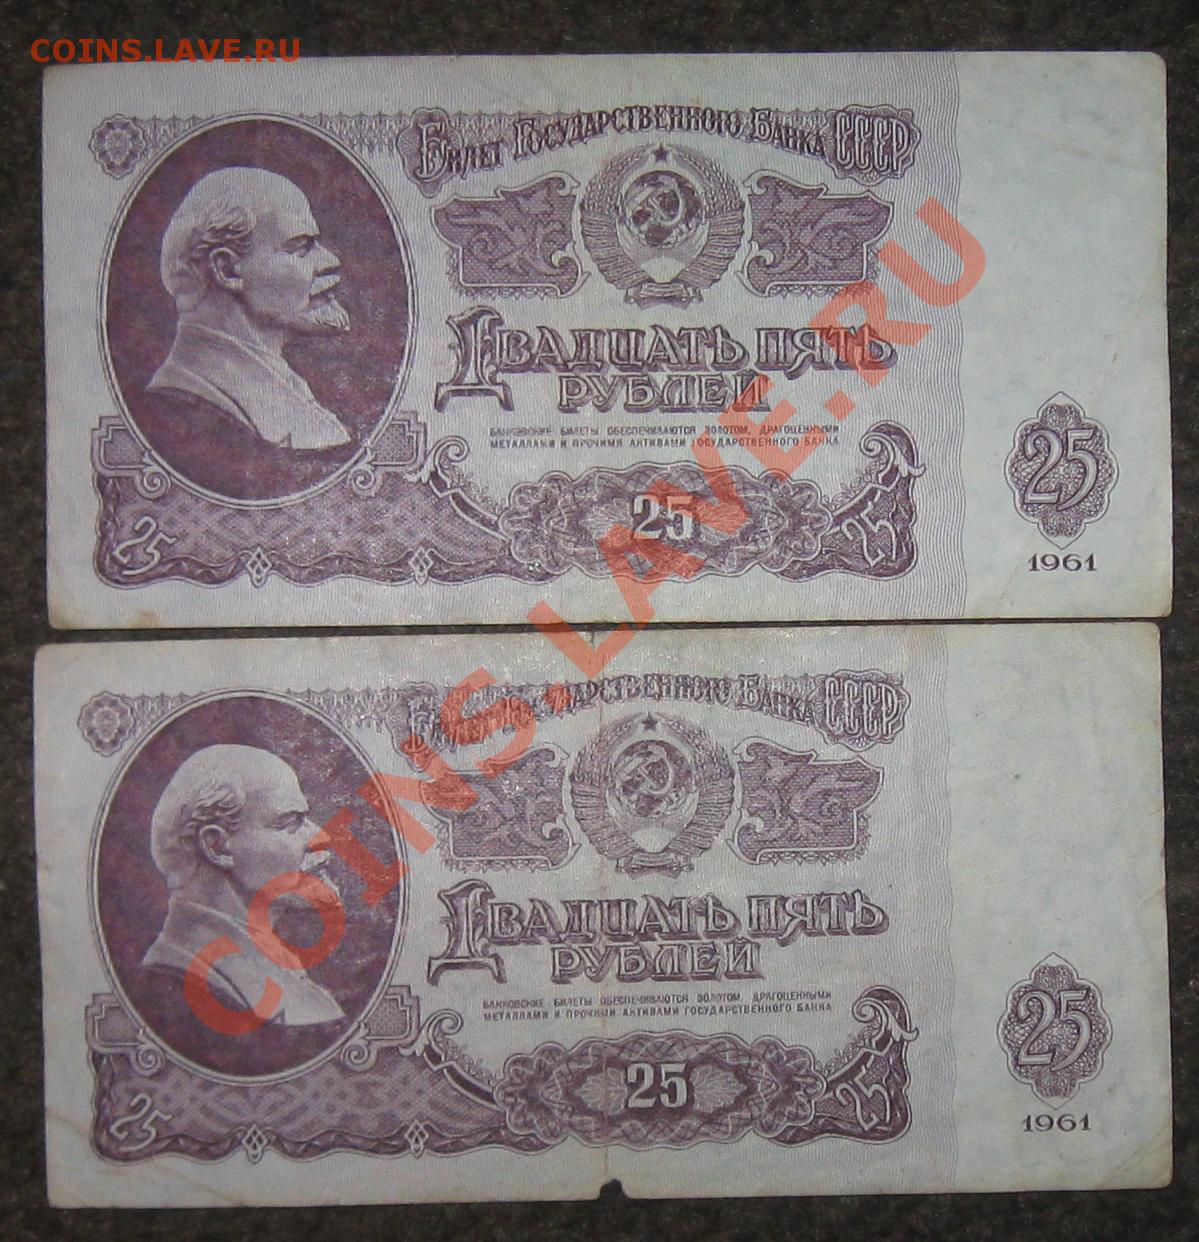 COINS.LAVE.RU
Билет Государственного Банка СССР
Двадцать пять
рублей
Банковские билеты обеспечиваются золотом, драгоценными
металлами и прочими активами Государственного банка
25
25 25 25
1961
Билет Государственного Банка СССР
Двадцать пять
рублей
Банковские билеты обеспечиваются золотом, драгоценными
металлами и прочими активами Государственного банка
25
25 25 25
1961
COINS.LAVE.RU